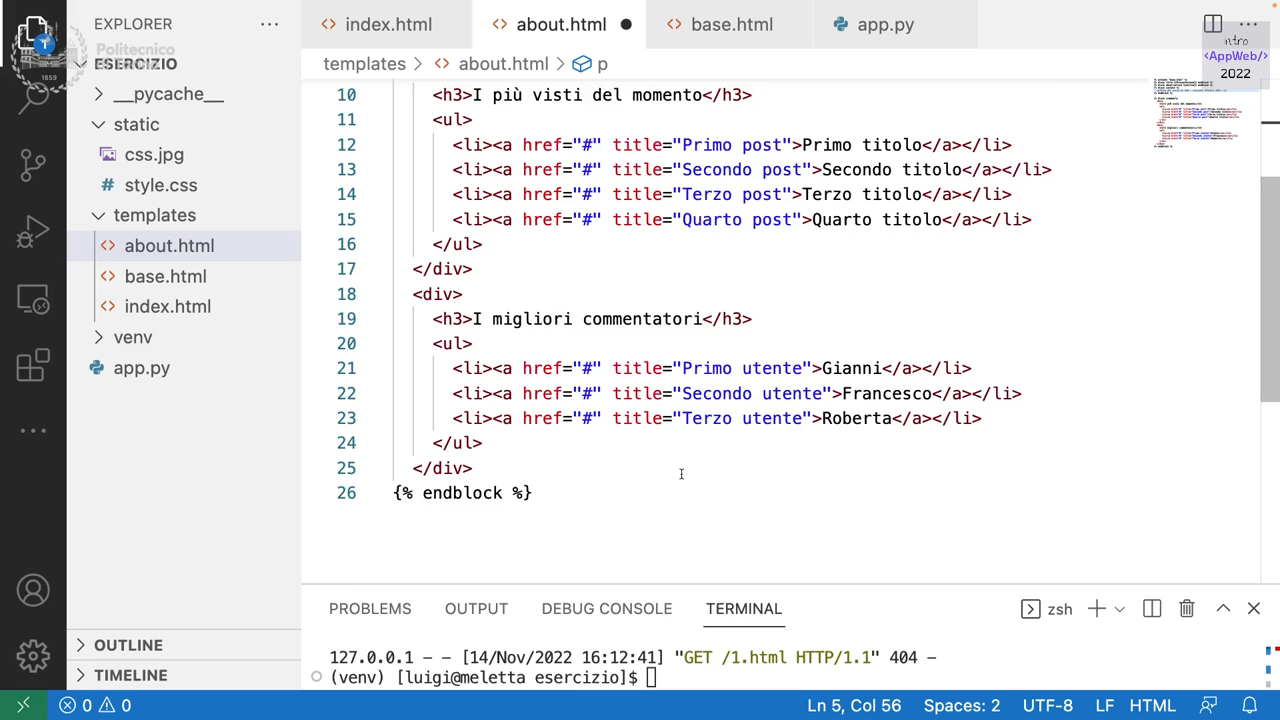 EXPLORER
index.html
about.html
base.html
app.py
Politecnico
1859
ntro
<AppWeb/>
2022
ESERCIZIO
templates > about.html > p
__pycache__
static
css.jpg
style.css
templates
about.html
base.html
index.html
venv
app.py
10 <h3>I più visti del momento</h3>
11 <ul>
12 <li><a href="#" title="Primo post">Primo titolo</a></li>
13 <li><a href="#" title="Secondo post">Secondo titolo</a></li>
14 <li><a href="#" title="Terzo post">Terzo titolo</a></li>
15 <li><a href="#" title="Quarto post">Quarto titolo</a></li>
16 </ul>
17 </div>
18 <div>
19 <h3>I migliori commentatori</h3>
20 <ul>
21 <li><a href="#" title="Primo utente">Gianni</a></li>
22 <li><a href="#" title="Secondo utente">Francesco</a></li>
23 <li><a href="#" title="Terzo utente">Roberta</a></li>
24 </ul>
25 </div>
26 {% endblock %}
PROBLEMS
OUTPUT
DEBUG CONSOLE
TERMINAL
zsh
127.0.0.1 - - [14/Nov/2022 16:12:41] "GET /1.html HTTP/1.1" 404 -
(venv) [luigi@meletta esercizio]$
OUTLINE
TIMELINE
0 0
Ln 5, Col 56
Spaces: 2
UTF-8
LF
HTML